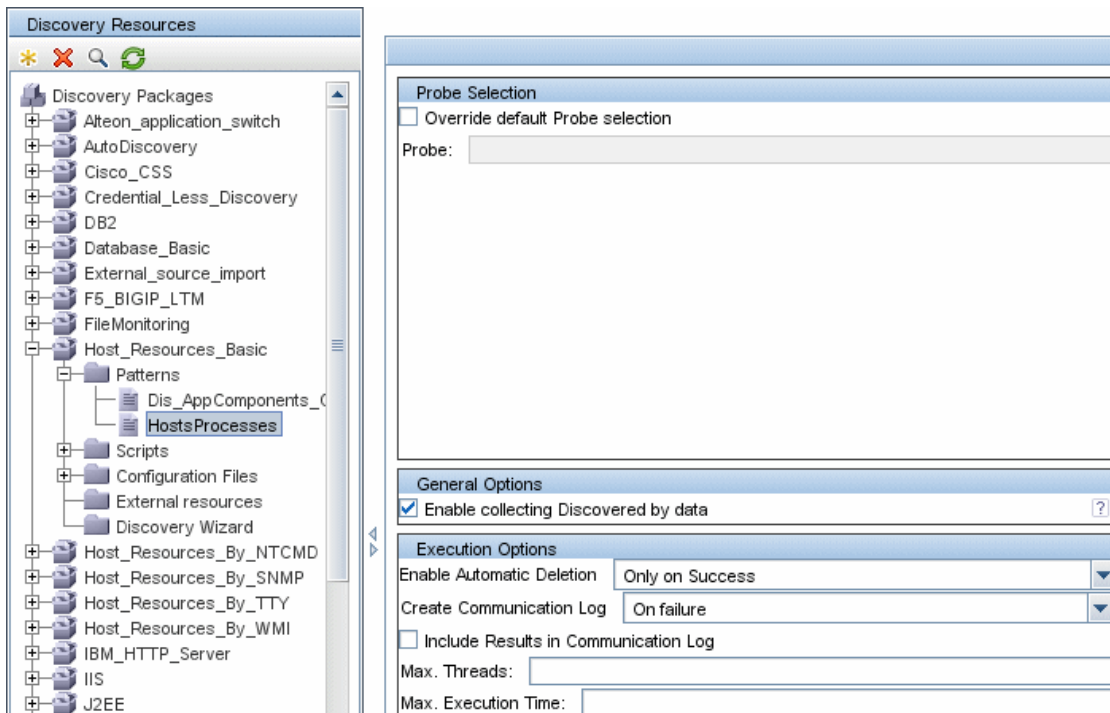 Discovery Resources
Discovery Packages
Alteon_application_switch
AutoDiscovery
Cisco_CSS
Credential_Less_Discovery
DB2
Database_Basic
External_source_import
F5_BIGIP_LTM
FileMonitoring
Host_Resources_Basic
Patterns
Dis_AppComponents_
HostsProcesses
Scripts
Configuration Files
External resources
Discovery Wizard
Host_Resources_By_NTCMD
Host_Resources_By_SNMP
Host_Resources_By_TTY
Host_Resources_By_WMI
IBM_HTTP_Server
IIS
J2EE
Probe Selection
Override default Probe selection
Probe:
General Options
Enable collecting Discovered by data
?
Execution Options
Enable Automatic Deletion Only on Success
Create Communication Log On failure
Include Results in Communication Log
Max. Threads:
Max. Execution Time: